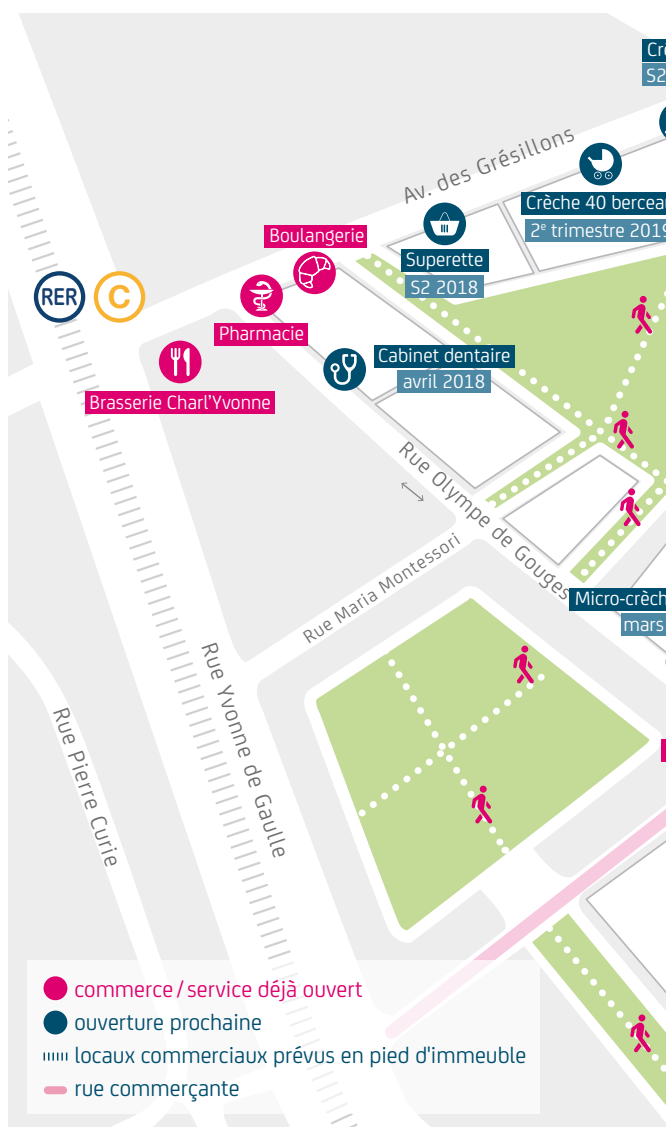 Crè
S2
Av. des Grésillons
Crèche 40 berceau
2e trimestre 2019
Boulangerie
Superette
S2 2018
RER C
Pharmacie
Cabinet dentaire
avril 2018
Brasserie Charl'Yvonne
Rue Olympe de Gouges
Rue Maria Montessori
Micro-crèch
mars
Rue Yvonne de Gaulle
Rue Pierre Curie
commerce / service déjà ouvert
ouverture prochaine
locaux commerciaux prévus en pied d'immeuble
rue commerçante